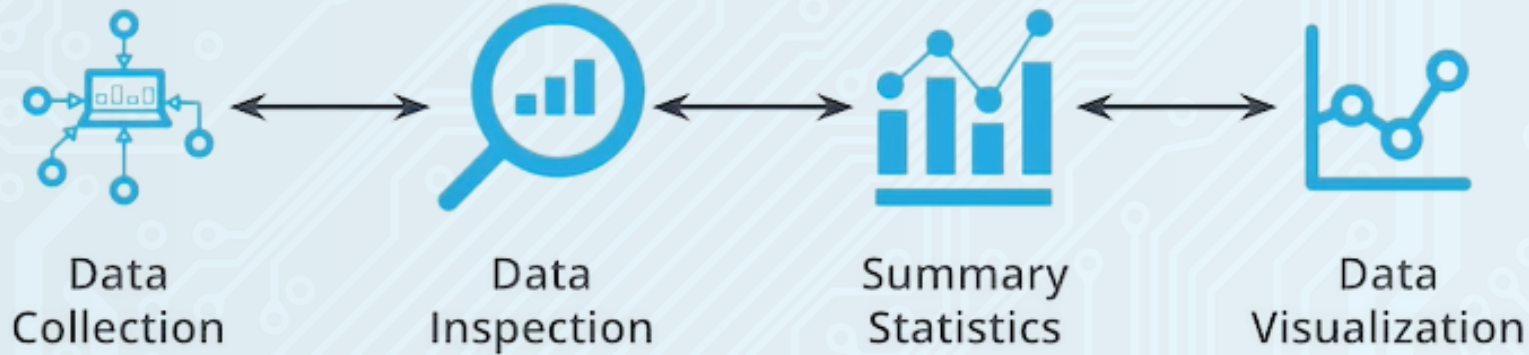 Data
Collection
Data
Inspection
Summary
Statistics
Data
Visualization